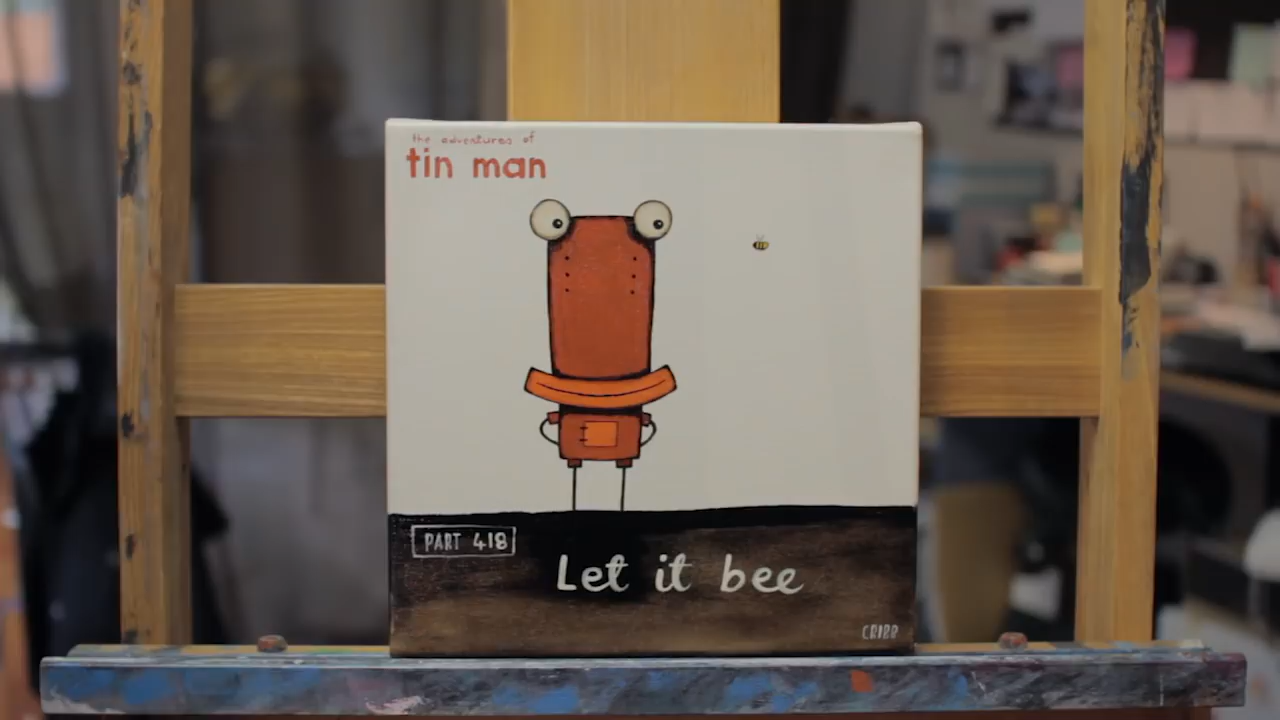 the adventures of
tin man
PART 418
Let it bee
CRIBB